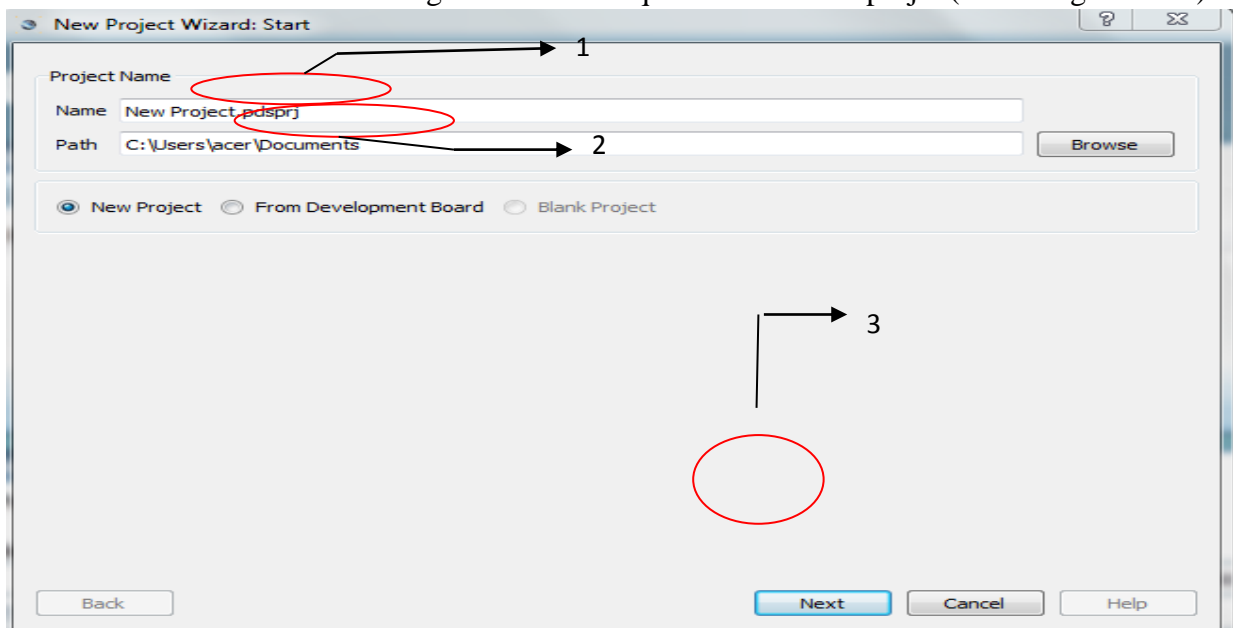 New Project Wizard: Start
1
Project Name
Name New Project.pdsprj
Path C:\Users\acer\Documents 2 Browse
New Project From Development Board Blank Project
3
Back Next Cancel Help